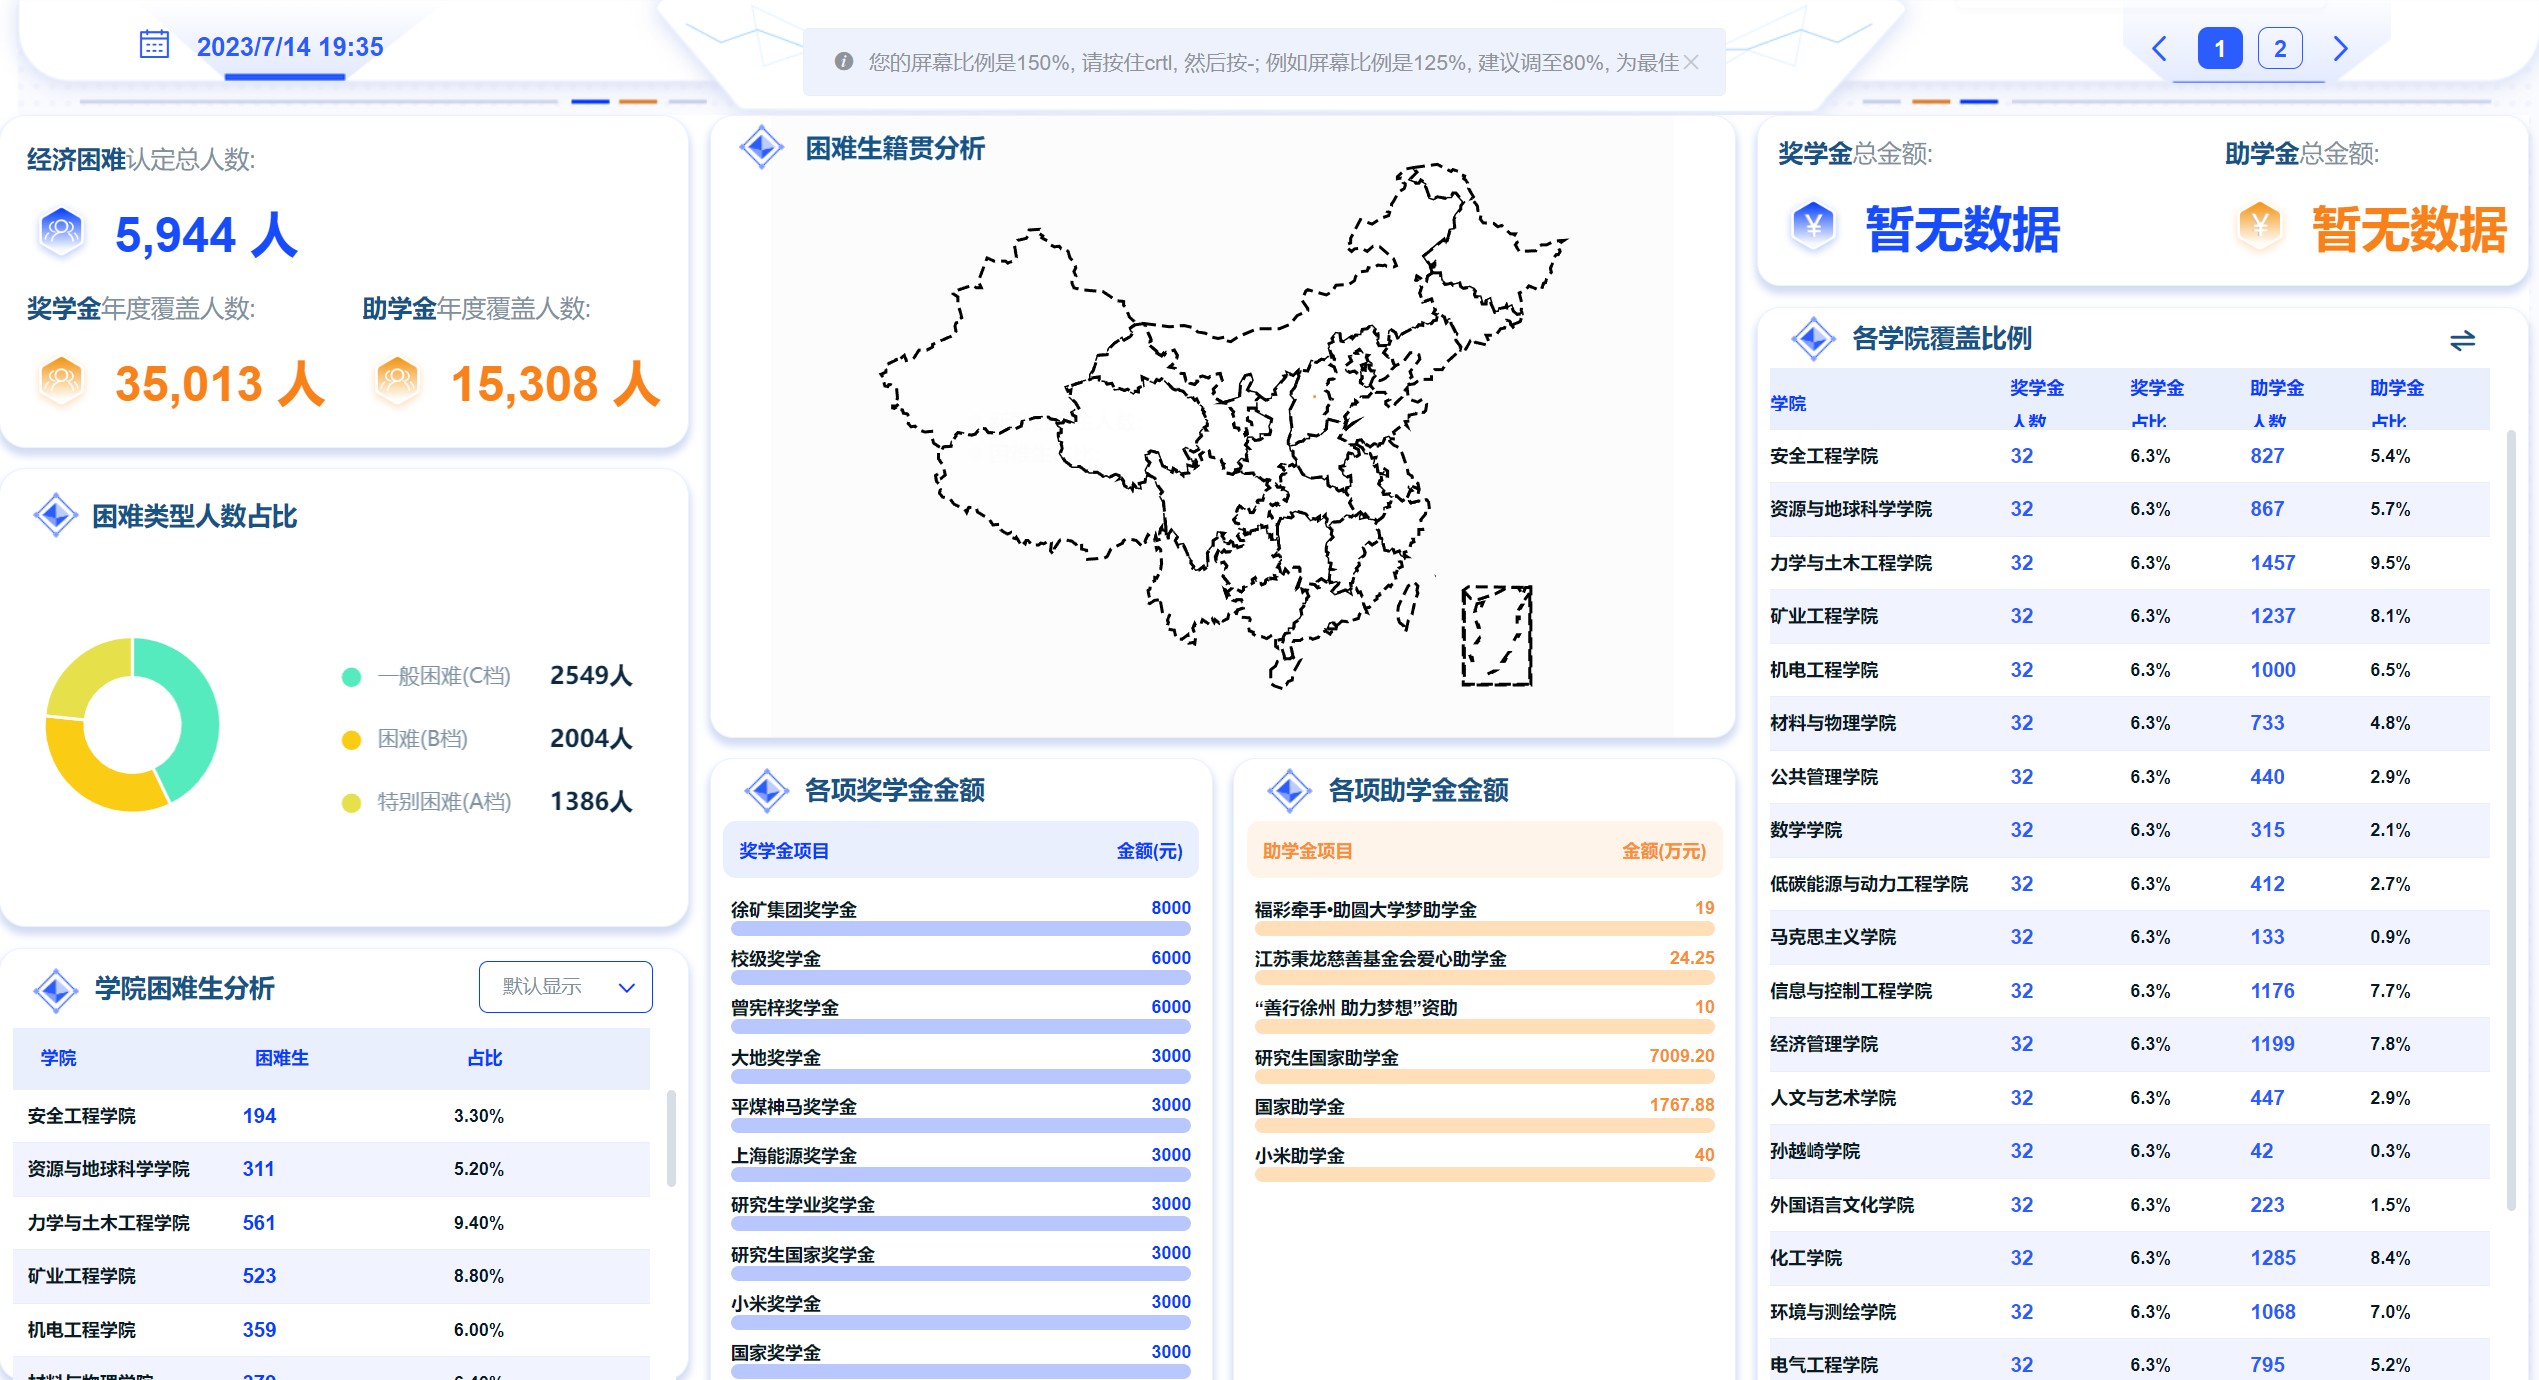 2023/7/14 19:35
您的屏幕比例是150%, 请按住crtl, 然后按-; 例如屏幕比例是125%, 建议调至80%, 为最佳
1 2
经济困难认定总人数:
5,944 人
奖学金年度覆盖人数: 助学金年度覆盖人数:
35,013 人 15,308 人
困难类型人数占比
一般困难(C档) 2549人
困难(B档) 2004人
特别困难(A档) 1386人
学院困难生分析
默认显示
学院 困难生 占比
安全工程学院 194 3.30%
资源与地球科学学院 311 5.20%
力学与土木工程学院 561 9.40%
矿业工程学院 523 8.80%
机电工程学院 359 6.00%
困难生籍贯分析
各项奖学金金额
奖学金项目 金额(元)
徐矿集团奖学金 8000
校级奖学金 6000
曾宪梓奖学金 6000
大地奖学金 3000
平煤神马奖学金 3000
上海能源奖学金 3000
研究生学业奖学金 3000
研究生国家奖学金 3000
小米奖学金 3000
国家奖学金 3000
各项助学金金额
助学金项目 金额(万元)
福彩牵手•助圆大学梦助学金 19
江苏秉龙慈善基金会爱心助学金 24.25
“善行徐州 助力梦想”资助 10
研究生国家助学金 7009.20
国家助学金 1767.88
小米助学金 40
奖学金总金额: 助学金总金额:
¥ 暂无数据 ¥ 暂无数据
各学院覆盖比例
学院 奖学金人数 奖学金占比 助学金人数 助学金占比
安全工程学院 32 6.3% 827 5.4%
资源与地球科学学院 32 6.3% 867 5.7%
力学与土木工程学院 32 6.3% 1457 9.5%
矿业工程学院 32 6.3% 1237 8.1%
机电工程学院 32 6.3% 1000 6.5%
材料与物理学院 32 6.3% 733 4.8%
公共管理学院 32 6.3% 440 2.9%
数学学院 32 6.3% 315 2.1%
低碳能源与动力工程学院 32 6.3% 412 2.7%
马克思主义学院 32 6.3% 133 0.9%
信息与控制工程学院 32 6.3% 1176 7.7%
经济管理学院 32 6.3% 1199 7.8%
人文与艺术学院 32 6.3% 447 2.9%
孙越崎学院 32 6.3% 42 0.3%
外国语言文化学院 32 6.3% 223 1.5%
化工学院 32 6.3% 1285 8.4%
环境与测绘学院 32 6.3% 1068 7.0%
电气工程学院 32 6.3% 795 5.2%